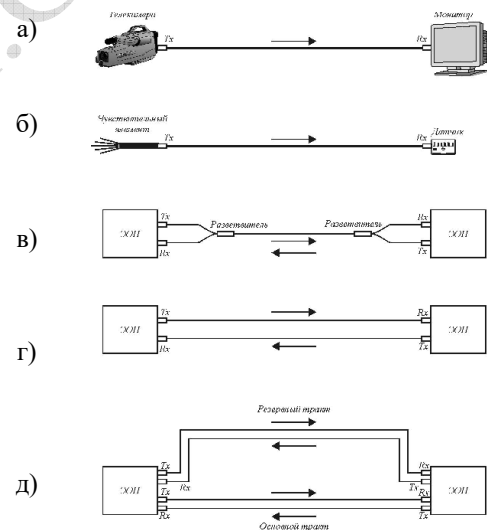 Телекамера Монитор
а) Tx Rx
Чувствительный элемент Датчик
б) Tx Rx
Tx Разветвитель Разветвитель Rx
в) ЭОП ЭОП
Rx Tx
Tx Rx
ЭОП ЭОП
г) Rx Tx
Резервный тракт
Tx Rx Tx Rx
д) ЭОП Tx Rx ЭОП
Rx Основной тракт Tx